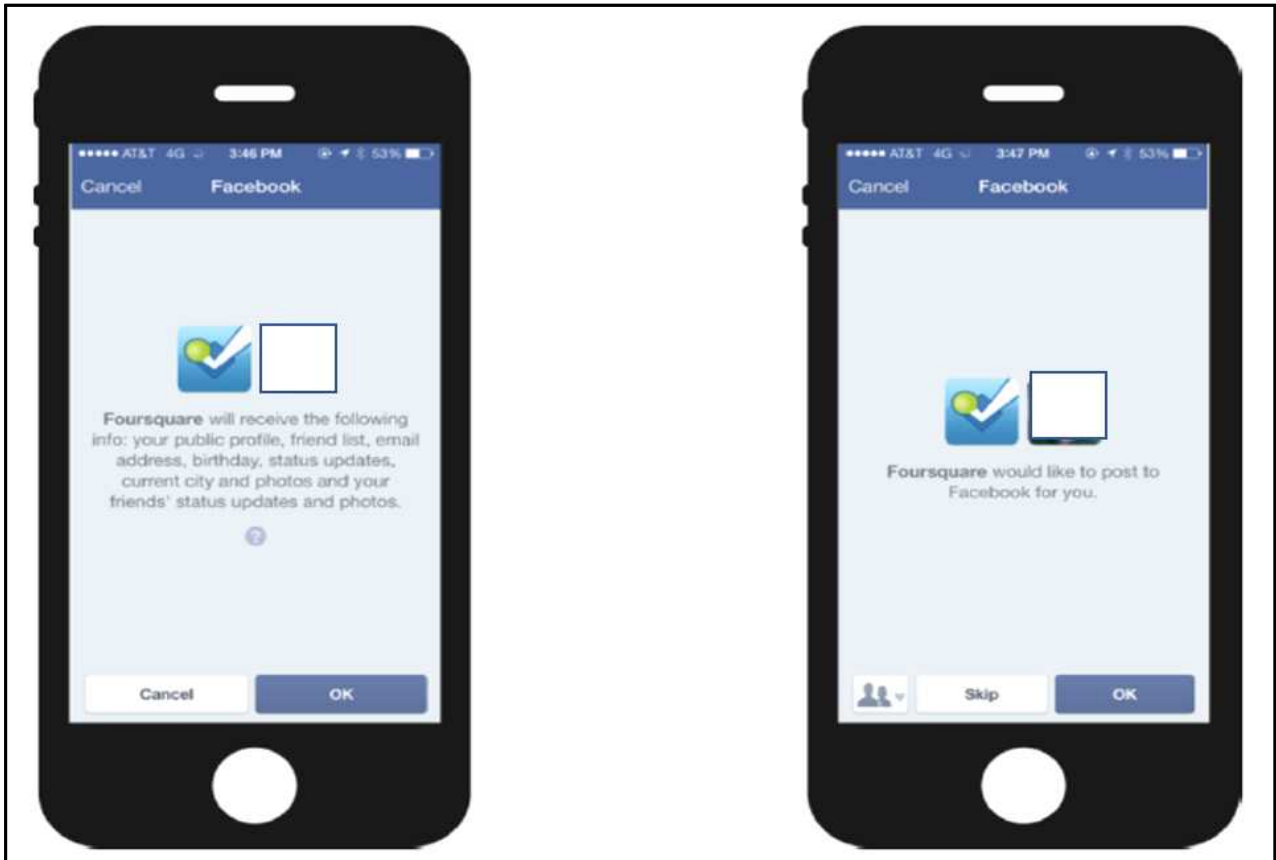 AT&T 4G 3:46 PM 53%
Cancel Facebook
Foursquare will receive the following
info: your public profile, friend list, email
address, birthday, status updates,
current city and photos and your
friends' status updates and photos.
?
Cancel OK
AT&T 4G 3:47 PM 53%
Cancel Facebook
Foursquare would like to post to
Facebook for you.
Skip OK